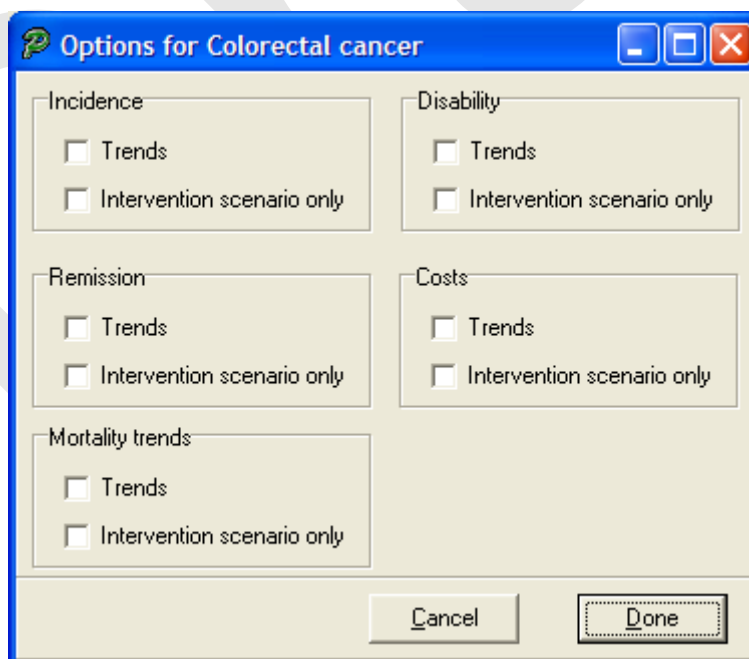 Options for Colorectal cancer
Incidence
Trends
Intervention scenario only
Disability
Trends
Intervention scenario only
Remission
Trends
Intervention scenario only
Costs
Trends
Intervention scenario only
Mortality trends
Trends
Intervention scenario only
Cancel
Done